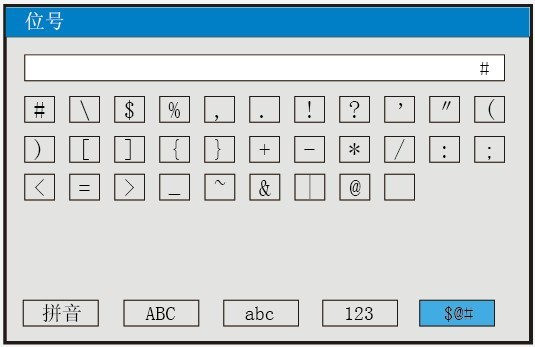 位号
#
# \ $ % , . ! ? ' " (
) [ ] { } + - * / : ;
< = > _ ~ & | @
拼音 ABC abc 123 $@#